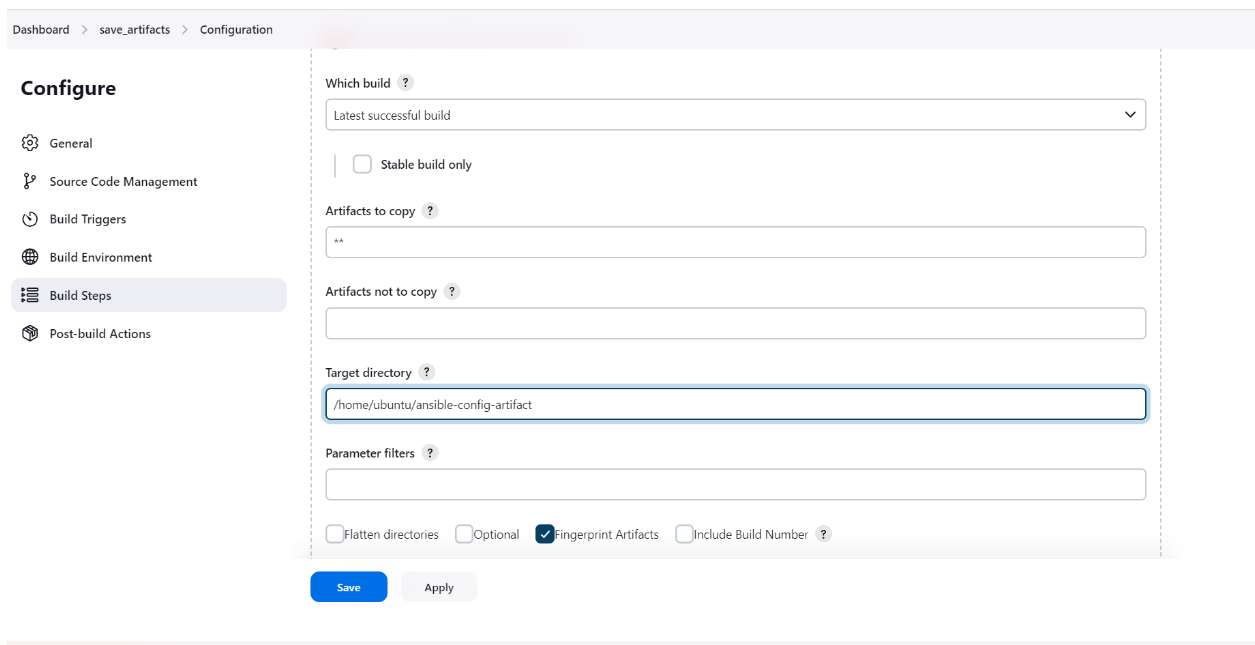 Dashboard > save_artifacts > Configuration
Configure
General
Source Code Management
Build Triggers
Build Environment
Build Steps
Post-build Actions
Which build ?
Latest successful build
Stable build only
Artifacts to copy ?
**
Artifacts not to copy ?
Target directory ?
/home/ubuntu/ansible-config-artifact
Parameter filters ?
Flatten directories Optional Fingerprint Artifacts Include Build Number ?
Save Apply